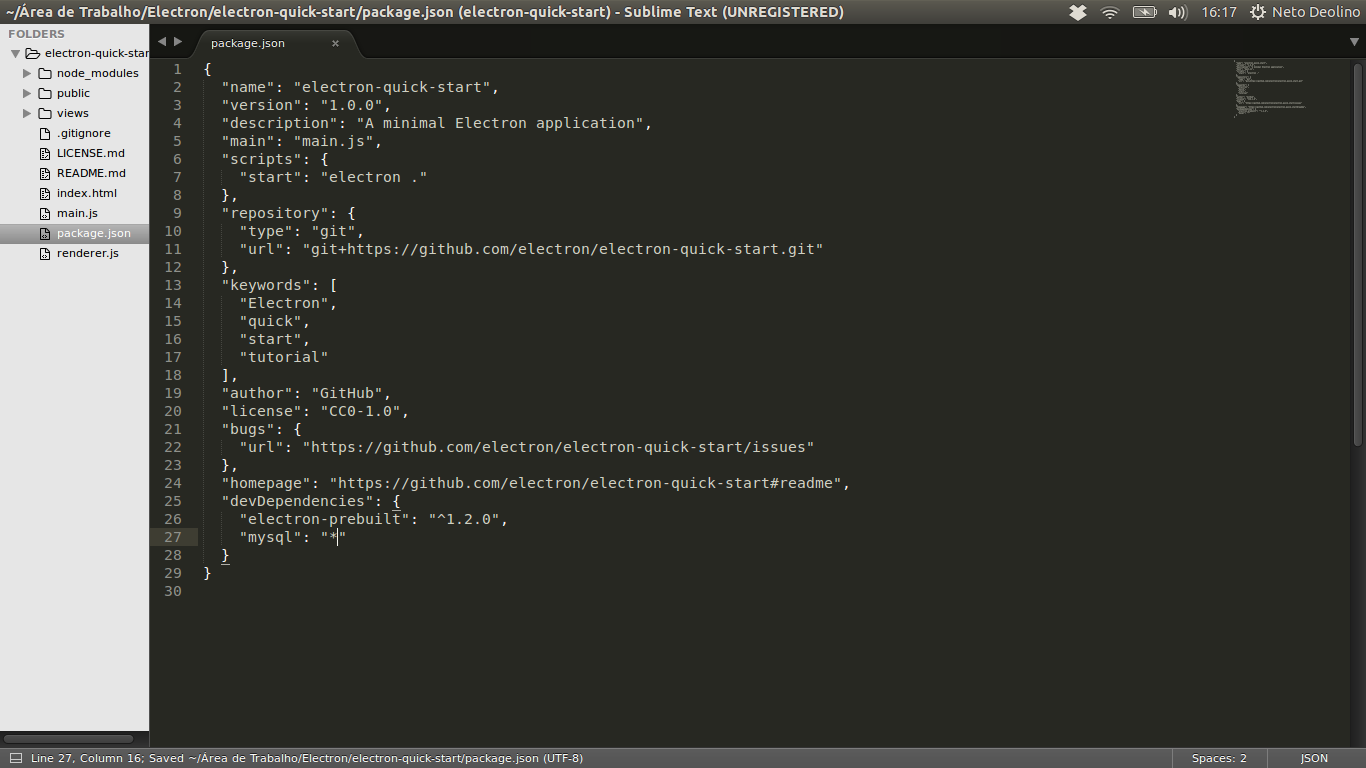 ~/Área de Trabalho/Electron/electron-quick-start/package.json (electron-quick-start) - Sublime Text (UNREGISTERED)
16:17
Neto Deolino
FOLDERS
electron-quick-star
node_modules
public
views
.gitignore
LICENSE.md
README.md
index.html
main.js
package.json
renderer.js
package.json ×
1 {
2 "name": "electron-quick-start",
3 "version": "1.0.0",
4 "description": "A minimal Electron application",
5 "main": "main.js",
6 "scripts": {
7 "start": "electron ."
8 },
9 "repository": {
10 "type": "git",
11 "url": "git+https://github.com/electron/electron-quick-start.git"
12 },
13 "keywords": [
14 "Electron",
15 "quick",
16 "start",
17 "tutorial"
18 ],
19 "author": "GitHub",
20 "license": "CC0-1.0",
21 "bugs": {
22 "url": "https://github.com/electron/electron-quick-start/issues"
23 },
24 "homepage": "https://github.com/electron/electron-quick-start#readme",
25 "devDependencies": {
26 "electron-prebuilt": "^1.2.0",
27 "mysql": "*"
28 }
29 }
30
Line 27, Column 16; Saved ~/Área de Trabalho/Electron/electron-quick-start/package.json (UTF-8)
Spaces: 2
JSON